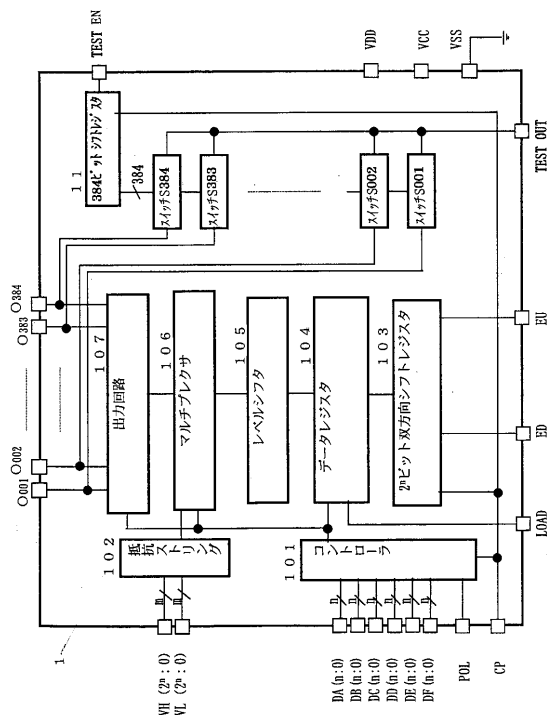 1
TEST EN
VDD
VCC
VSS
TEST OUT
11
384ビットシフトレジスタ
384
スイッチS384
スイッチS383
スイッチS002
スイッチS001
O384
O383
O002
O001
107
出力回路
106
マルチプレクサ
105
レベルシフタ
104
データレジスタ
103
2ⁿビット双方向シフトレジスタ
102
抵抗ストリング
101
コントローラ
m
m
VH (2ⁿ:0)
VL (2ⁿ:0)
n
n
n
n
n
n
DA (n:0)
DB (n:0)
DC (n:0)
DD (n:0)
DE (n:0)
DF (n:0)
POL
CP
LOAD
ED
EU